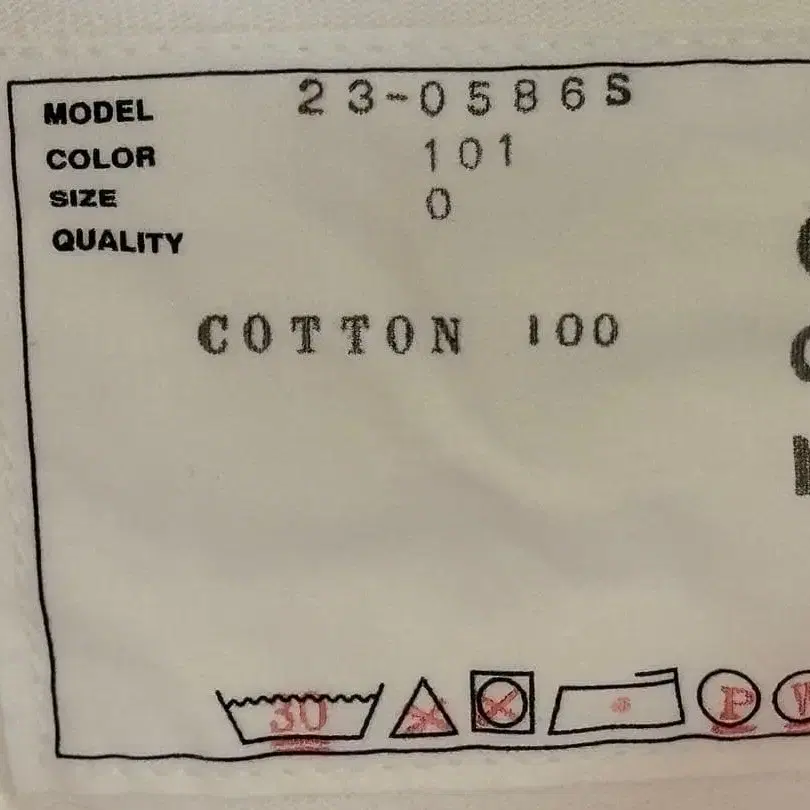 MODEL 23-0586S
COLOR 101
SIZE 0
QUALITY
COTTON 100
30 P W